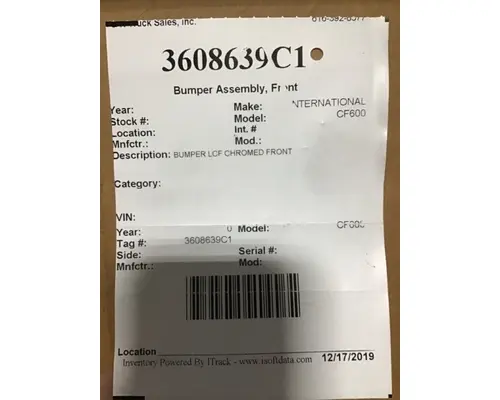 Truck Sales, Inc. 616-392-8577
3608639C1
Bumper Assembly, Front
Year: Make: INTERNATIONAL
Stock #: Model: CF600
Location: Int. #
Mnfctr.: Mod.:
Description: BUMPER LCF CHROMED FRONT
Category:
VIN:
Year: 0 Model: CF600
Tag #: 3608639C1
Side: Serial #:
Mnfctr.: Mod:
Location
Inventory Powered By ITrack - www.isoftdata.com 12/17/2019